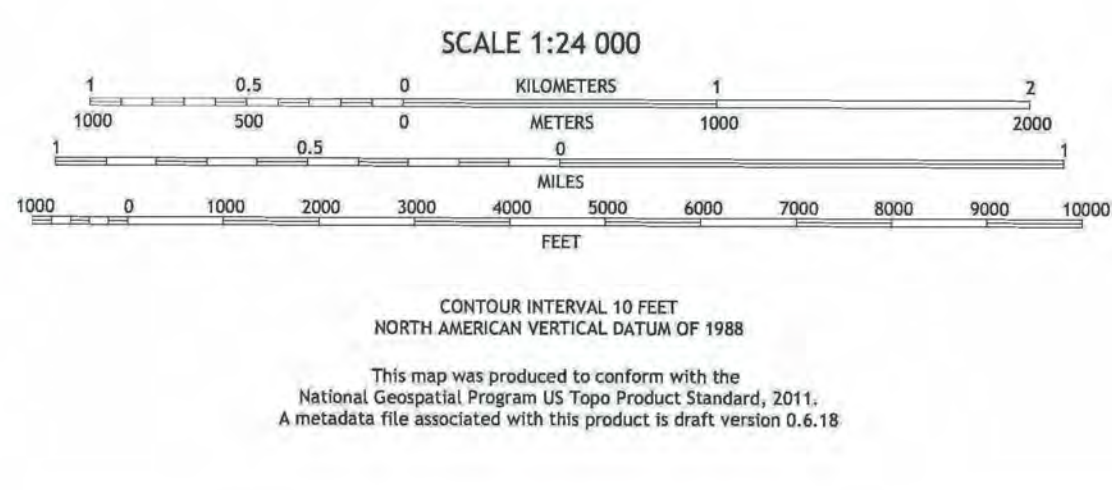 SCALE 1:24 000
1 0.5 0 KILOMETERS 1 2
1000 500 0 METERS 1000 2000
1 0.5 0 1
MILES
1000 0 1000 2000 3000 4000 5000 6000 7000 8000 9000 10000
FEET
CONTOUR INTERVAL 10 FEET
NORTH AMERICAN VERTICAL DATUM OF 1988
This map was produced to conform with the
National Geospatial Program US Topo Product Standard, 2011.
A metadata file associated with this product is draft version 0.6.18